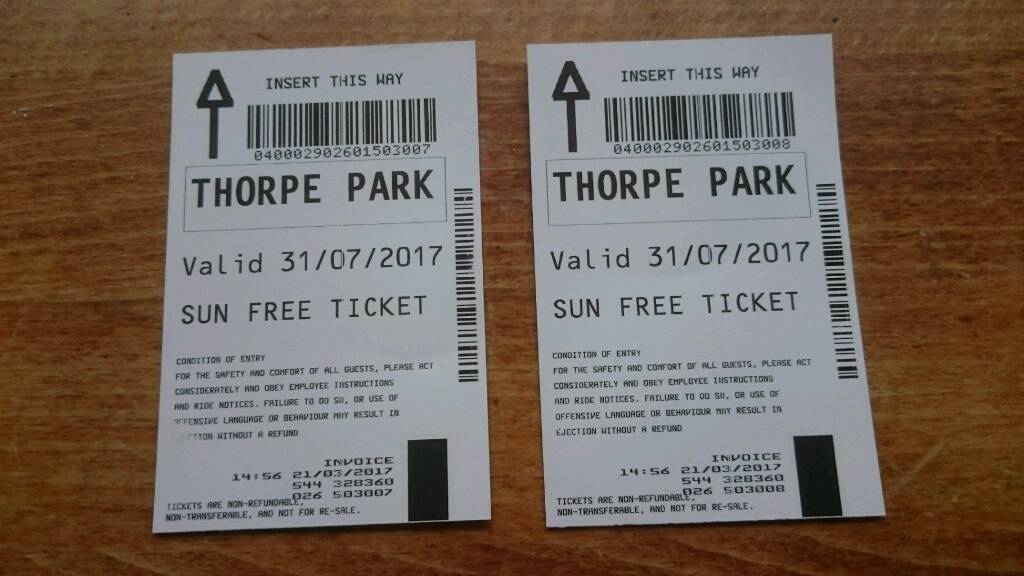 INSERT THIS WAY
040002902601503007
THORPE PARK
Valid 31/07/2017
SUN FREE TICKET
CONDITION OF ENTRY
FOR THE SAFETY AND COMFORT OF ALL GUESTS, PLEASE ACT
CONSIDERATELY AND OBEY EMPLOYEE INSTRUCTIONS
AND RIDE NOTICES. FAILURE TO DO SO, OR USE OF
OFFENSIVE LANGUAGE OR BEHAVIOUR MAY RESULT IN
EJECTION WITHOUT A REFUND
INVOICE
14:56 21/03/2017
544 328360
026 503007
TICKETS ARE NON-REFUNDABLE,
NON-TRANSFERABLE, AND NOT FOR RE-SALE.
INSERT THIS WAY
040002902601503008
THORPE PARK
Valid 31/07/2017
SUN FREE TICKET
CONDITION OF ENTRY
FOR THE SAFETY AND COMFORT OF ALL GUESTS, PLEASE ACT
CONSIDERATELY AND OBEY EMPLOYEE INSTRUCTIONS
AND RIDE NOTICES. FAILURE TO DO SO, OR USE OF
OFFENSIVE LANGUAGE OR BEHAVIOUR MAY RESULT IN
EJECTION WITHOUT A REFUND
INVOICE
14:56 21/03/2017
544 328360
026 503008
TICKETS ARE NON-REFUNDABLE,
NON-TRANSFERABLE, AND NOT FOR RE-SALE.